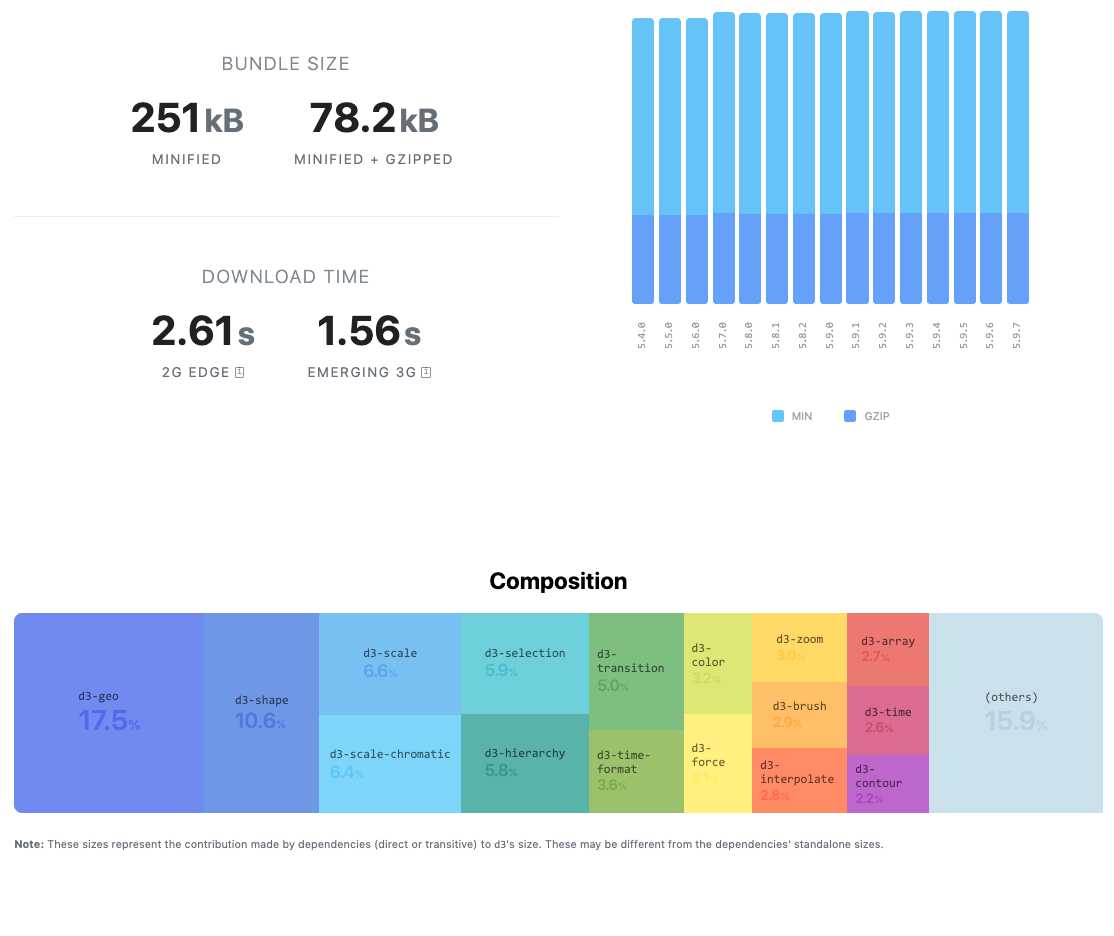 BUNDLE SIZE
251 kB
78.2 kB
MINIFIED
MINIFIED + GZIPPED
DOWNLOAD TIME
2.61 s
1.56 s
2G EDGE
EMERGING 3G
5.4.0
5.5.0
5.6.0
5.7.0
5.8.0
5.8.1
5.8.2
5.9.0
5.9.1
5.9.2
5.9.3
5.9.4
5.9.5
5.9.6
5.9.7
MIN
GZIP
Composition
d3-geo
17.5%
d3-shape
10.6%
d3-scale
6.6%
d3-scale-chromatic
6.4%
d3-selection
5.9%
d3-hierarchy
5.8%
d3-
transition
5.0%
d3-time-
format
3.6%
d3-
color
3.2%
d3-
force
3.1%
d3-zoom
3.0%
d3-brush
2.9%
d3-
interpolate
2.8%
d3-array
2.7%
d3-time
2.6%
d3-
contour
2.2%
(others)
15.9%
Note: These sizes represent the contribution made by dependencies (direct or transitive) to d3's size. These may be different from the dependencies' standalone sizes.